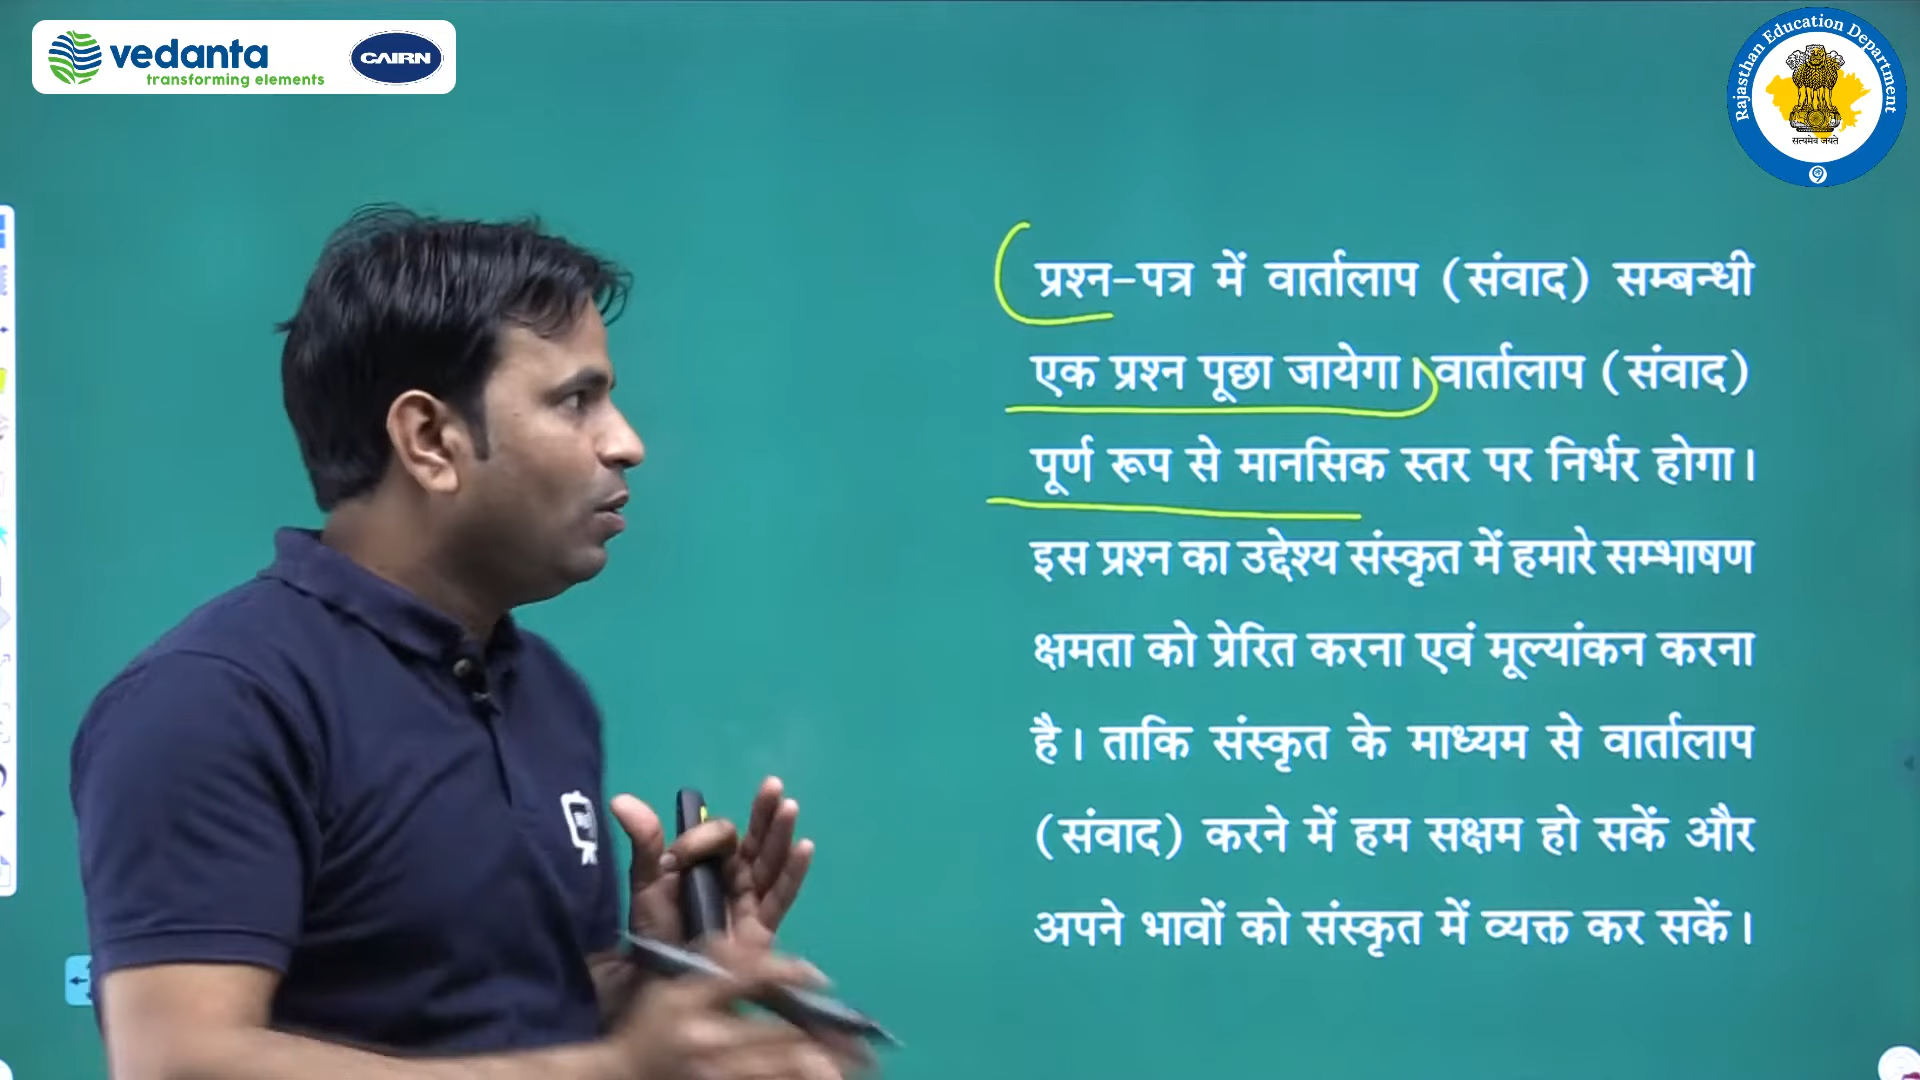 vedanta
transforming elements
CAIRN
Rajasthan Education Department
सत्यमेव जयते
प्रश्न-पत्र में वार्तालाप (संवाद) सम्बन्धी
एक प्रश्न पूछा जायेगा। वार्तालाप (संवाद)
पूर्ण रूप से मानसिक स्तर पर निर्भर होगा।
इस प्रश्न का उद्देश्य संस्कृत में हमारे सम्भाषण
क्षमता को प्रेरित करना एवं मूल्यांकन करना
है। ताकि संस्कृत के माध्यम से वार्तालाप
(संवाद) करने में हम सक्षम हो सकें और
अपने भावों को संस्कृत में व्यक्त कर सकें।